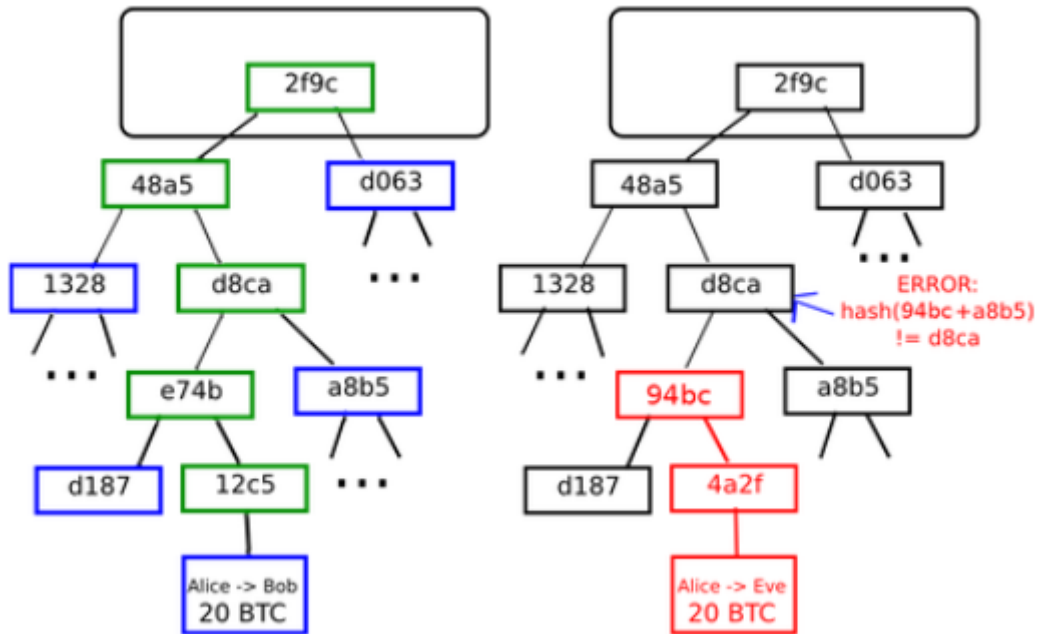 2f9c
48a5
d063
1328
d8ca
...
...
e74b
a8b5
d187
12c5
...
Alice -> Bob
20 BTC
2f9c
48a5
d063
...
1328
d8ca
ERROR:
hash(94bc+a8b5)
!= d8ca
...
94bc
a8b5
d187
4a2f
Alice -> Eve
20 BTC